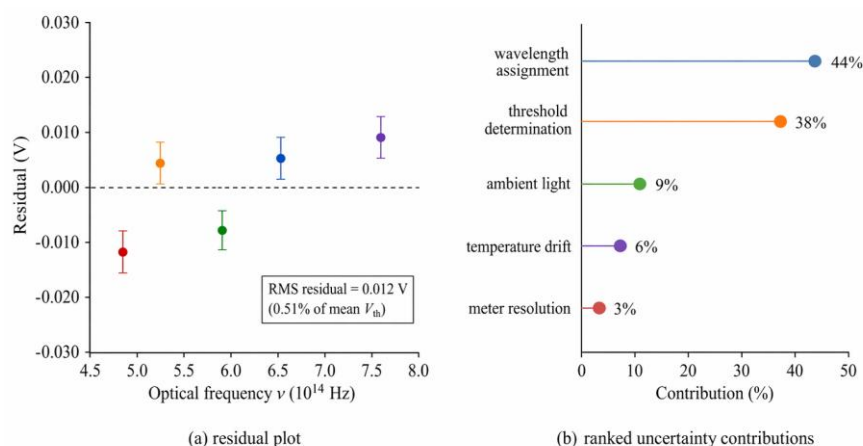 0.030
0.020
0.010
0.000
-0.010
-0.020
-0.030
Residual (V)
RMS residual = 0.012 V
(0.51% of mean Vth)
4.5 5.0 5.5 6.0 6.5 7.0 7.5 8.0
Optical frequency ν (10¹⁴ Hz)
(a) residual plot
wavelength
assignment
44%
threshold
determination
38%
ambient light
9%
temperature drift
6%
meter resolution
3%
0 10 20 30 40 50
Contribution (%)
(b) ranked uncertainty contributions